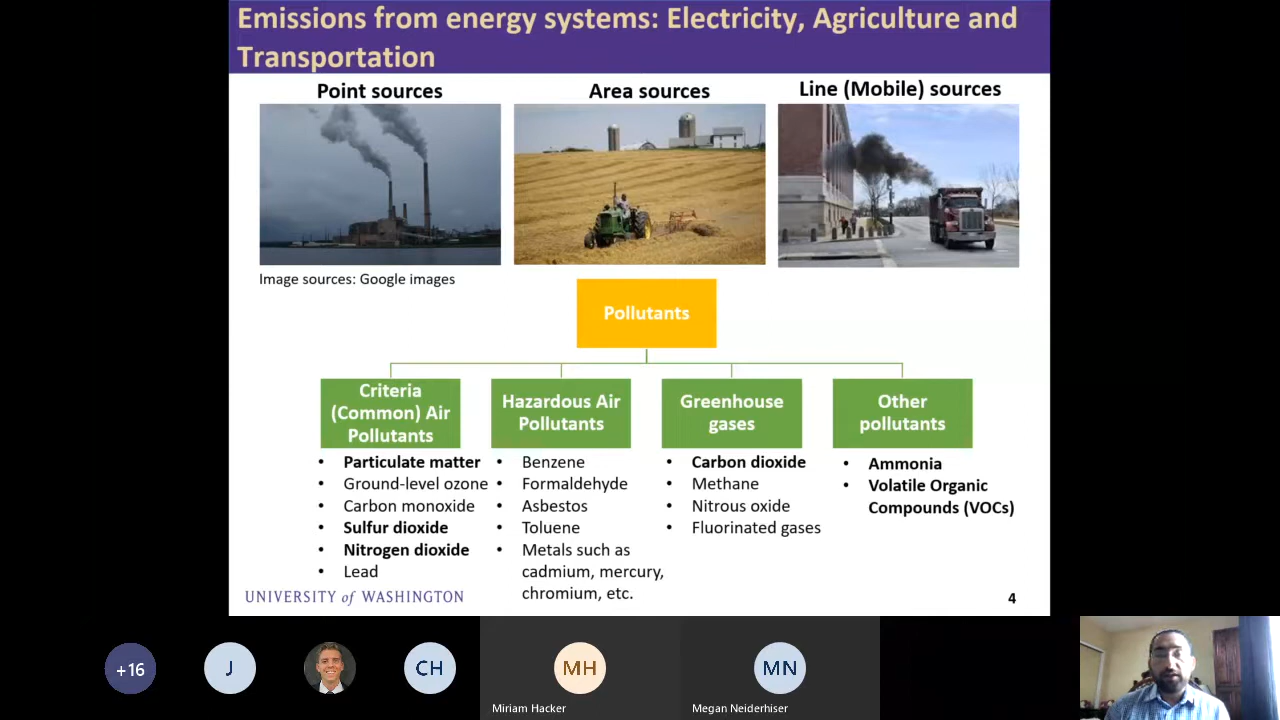 Emissions from energy systems: Electricity, Agriculture and
Transportation
Point sources
Area sources
Line (Mobile) sources
Image sources: Google images
Pollutants
Criteria
(Common) Air
Pollutants
Hazardous Air
Pollutants
Greenhouse
gases
Other
pollutants
• Particulate matter
• Ground-level ozone
• Carbon monoxide
• Sulfur dioxide
• Nitrogen dioxide
• Lead
• Benzene
• Formaldehyde
• Asbestos
• Toluene
• Metals such as
cadmium, mercury,
chromium, etc.
• Carbon dioxide
• Methane
• Nitrous oxide
• Fluorinated gases
• Ammonia
• Volatile Organic
Compounds (VOCs)
UNIVERSITY of WASHINGTON
4
+16
J
CH
MH
MN
Miriam Hacker
Megan Neiderhiser